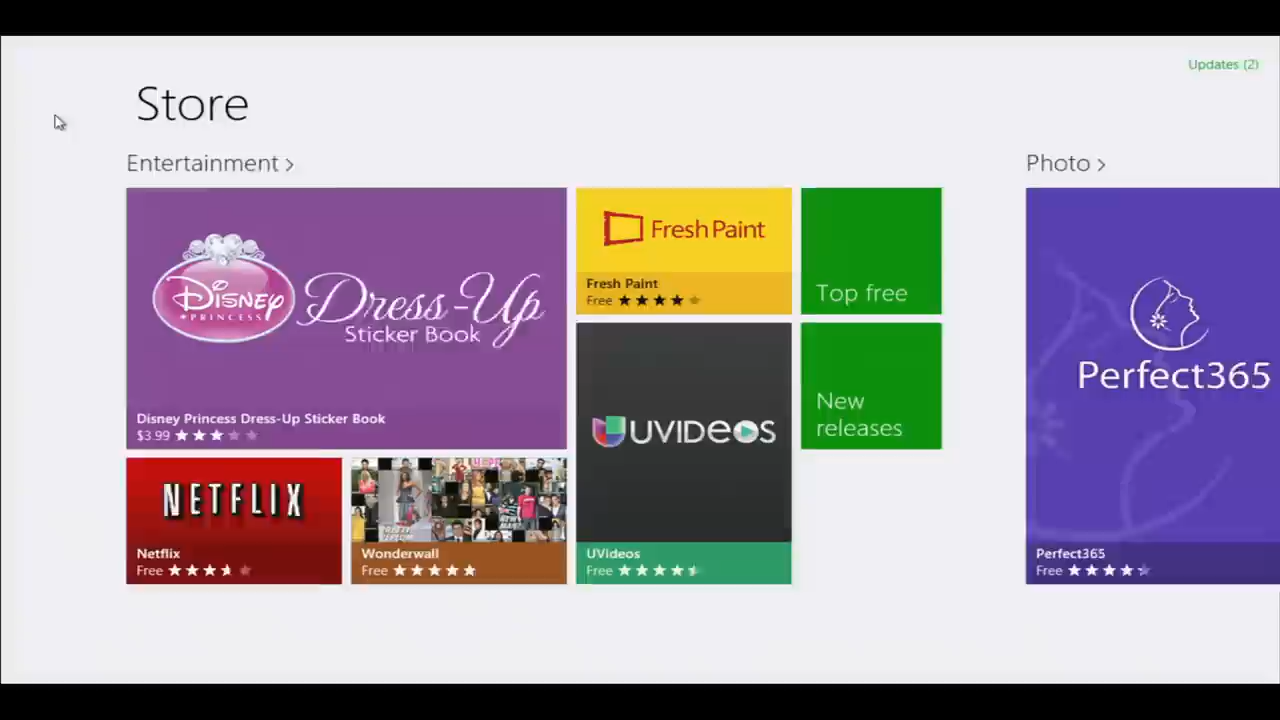 Updates (2)
Store
Entertainment
Photo
Disney
PRINCESS
Dress-Up
Sticker Book
Disney Princess Dress-Up Sticker Book
$3.99
Fresh Paint
Fresh Paint
Free
Top free
New
releases
UVIDEOS
UVideos
Free
NETFLIX
Netflix
Free
Wonderwall
Free
Perfect365
Perfect365
Free